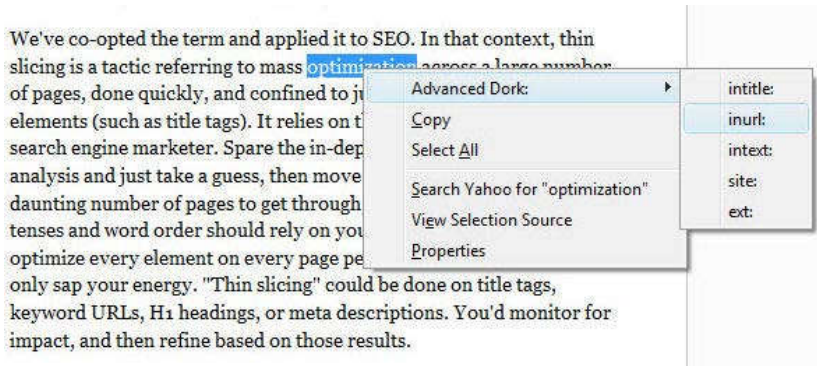 We've co-opted the term and applied it to SEO. In that context, thin
slicing is a tactic referring to mass optimization across a large number
of pages, done quickly, and confined to
elements (such as title tags). It relies on
search engine marketer. Spare the
analysis and just take a guess, then move
daunting number of pages to get through
tenses and word order should rely on
optimize every element on every page
only sap your energy. "Thin slicing" could be done on title tags,
keyword URLs, H1 headings, or meta descriptions. You'd monitor for
impact, and then refine based on those results.
Advanced Dork:
Copy
Select All
Search Yahoo for "optimization"
View Selection Source
Properties
intitle:
inurl:
intext:
site:
ext: